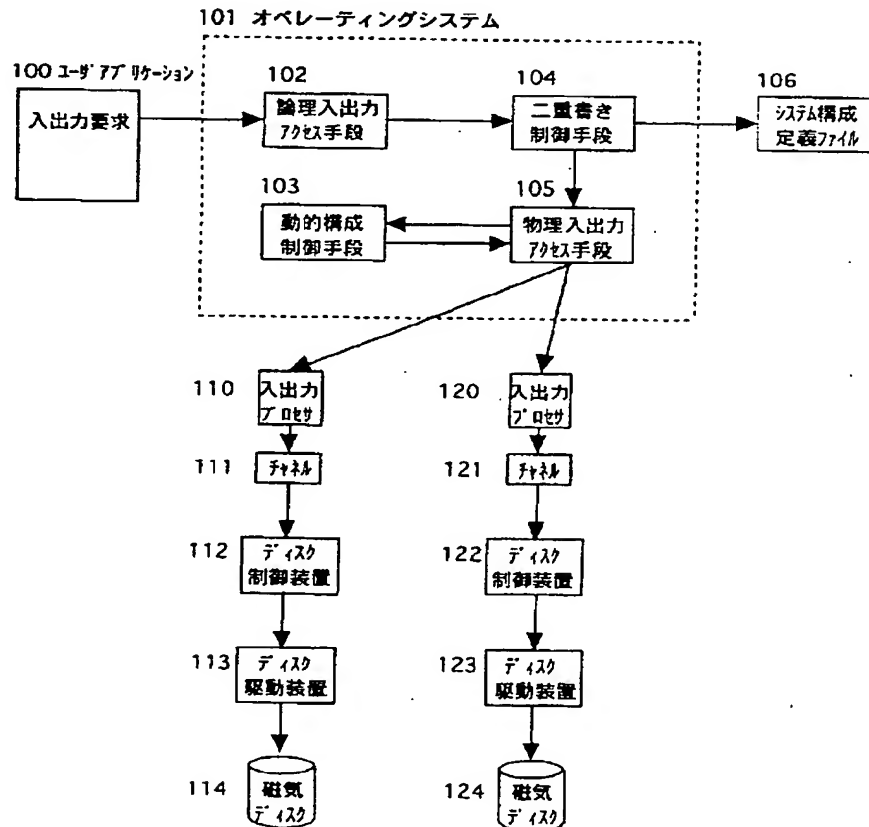 101 オペレーティングシステム
100 ユーザアプリケーション
入出力要求
102
論理入出力
アクセス手段
104
二重書き
制御手段
106
システム構成
定義ファイル
103
動的構成
制御手段
105
物理入出力
アクセス手段
110
入出力
プロセサ
120
入出力
プロセサ
111
チャネル
121
チャネル
112
ディスク
制御装置
122
ディスク
制御装置
113
ディスク
駆動装置
123
ディスク
駆動装置
114
磁気
ディスク
124
磁気
ディスク